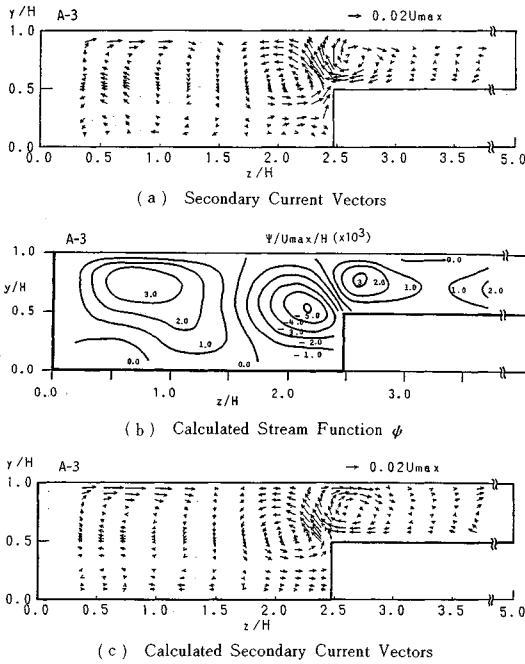 y/H A-3 0.02Umax
1.0
0.5
0.0
0.0 0.5 1.0 1.5 2.0 2.5 3.0 3.5 5.0
z/H
(a) Secondary Current Vectors
A-3 Ψ/Umax/H (x10³)
1.0
y/H
0.5
0.0
3.0 2.0 1.0 0.0 0.0
-5.0 -4.0 -3.0 -2.0 -1.0
3. 2.0 1.0 0.0 1.0 2.0
0.0 1.0 2.0 3.0
z/H
(b) Calculated Stream Function ψ
y/H A-3 0.02Umax
1.0
0.5
0.0
0.0 0.5 1.0 1.5 2.0 2.5 3.0 3.5 5.0
z/H
(c) Calculated Secondary Current Vectors